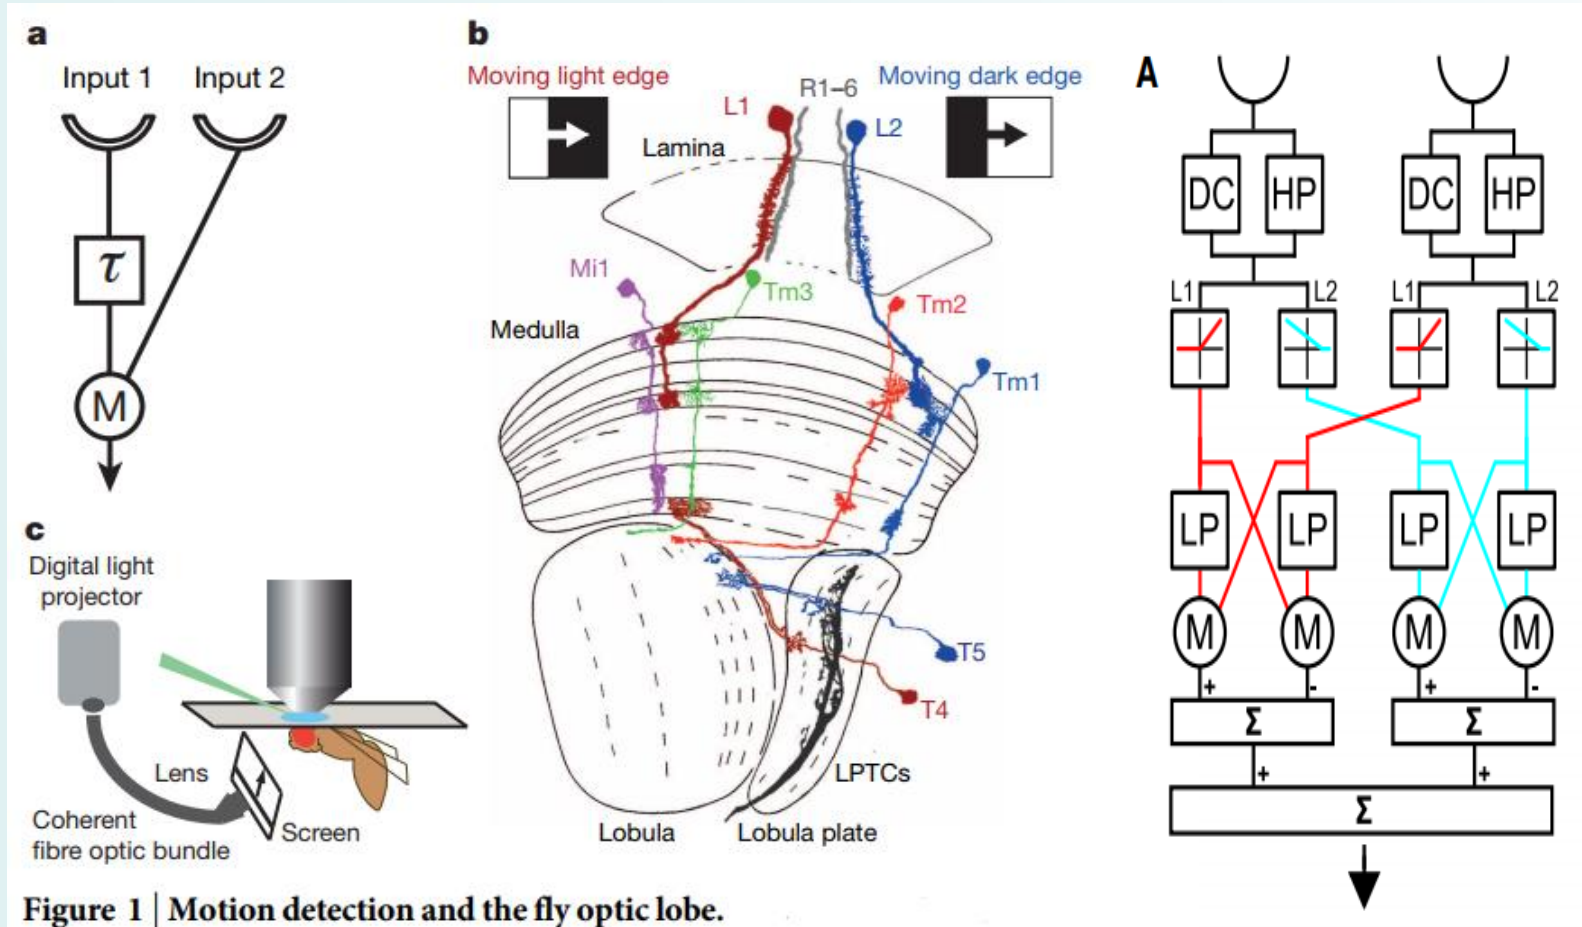 a
Input 1
Input 2
τ
M
b
Moving light edge
R1–6
Moving dark edge
L1
L2
Lamina
Mi1
Tm3
Tm2
Medulla
Tm1
T5
T4
LPTCs
Lobula
Lobula plate
c
Digital light
projector
Lens
Coherent
fibre optic bundle
Screen
A
DC
HP
DC
HP
L1
L2
L1
L2
LP
LP
LP
LP
M
M
M
M
+
-
+
-
Σ
Σ
+
+
Σ
Figure 1 | Motion detection and the fly optic lobe.